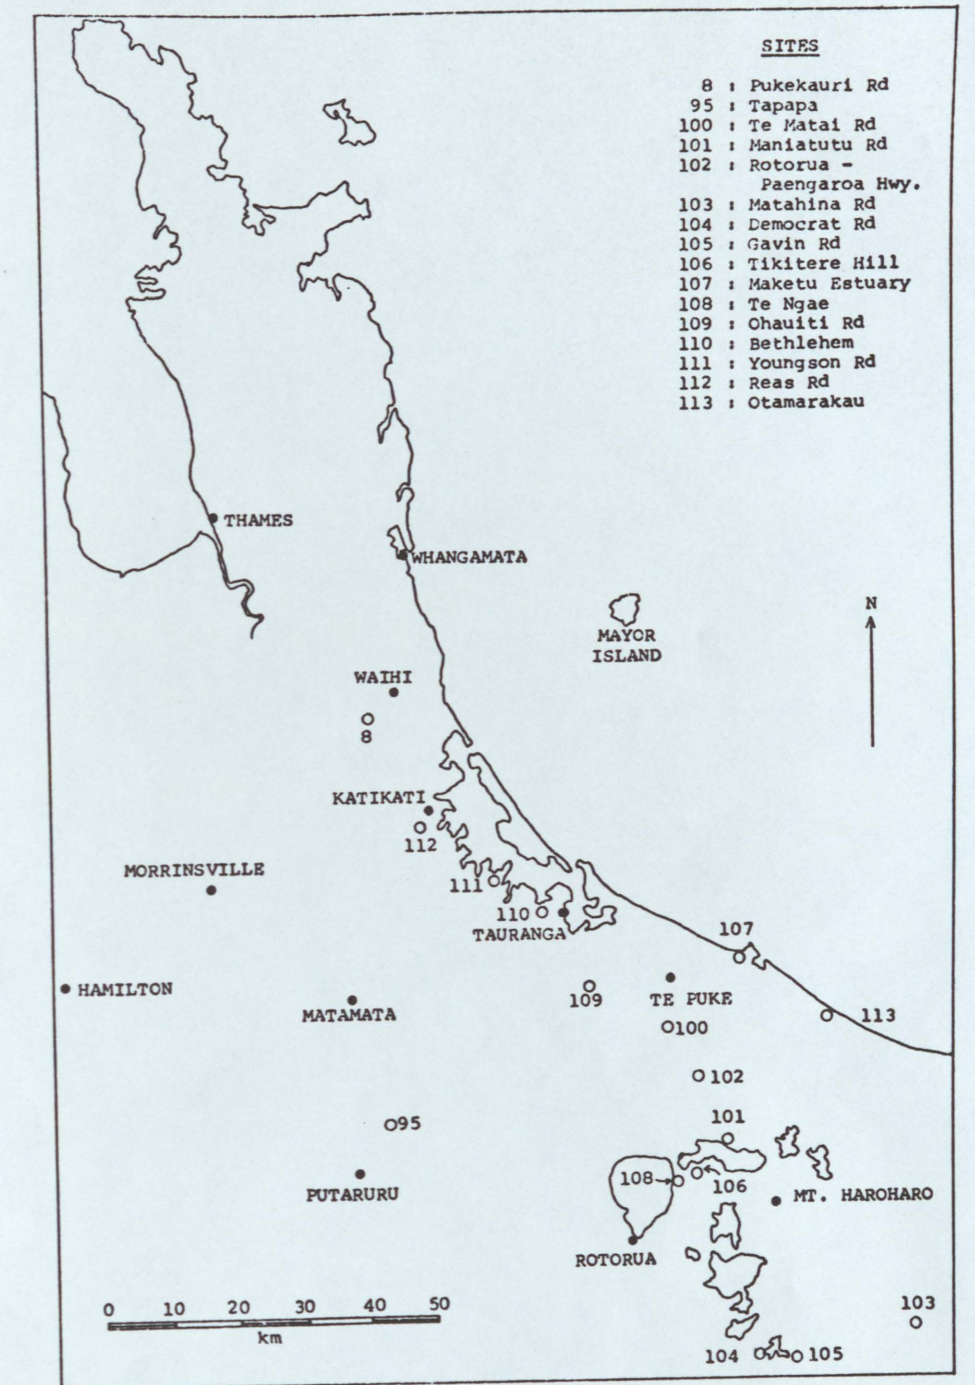 SITES
8 : Pukekauri Rd
95 : Tapapa
100 : Te Matai Rd
101 : Maniatutu Rd
102 : Rotorua -
Paengaroa Hwy.
103 : Matahina Rd
104 : Democrat Rd
105 : Gavin Rd
106 : Tikitere Hill
107 : Maketu Estuary
108 : Te Ngae
109 : Ohauiti Rd
110 : Bethlehem
111 : Youngson Rd
112 : Reas Rd
113 : Otamarakau
THAMES
WHANGAMATA
N
MAYOR
ISLAND
WAIHI
8
KATIKATI
112
MORRINSVILLE
111
110
TAURANGA
107
HAMILTON
109
TE PUKE
MATAMATA
113
100
102
101
95
108
106
PUTARURU
MT. HAROHARO
ROTORUA
0 10 20 30 40 50
km
103
104
105